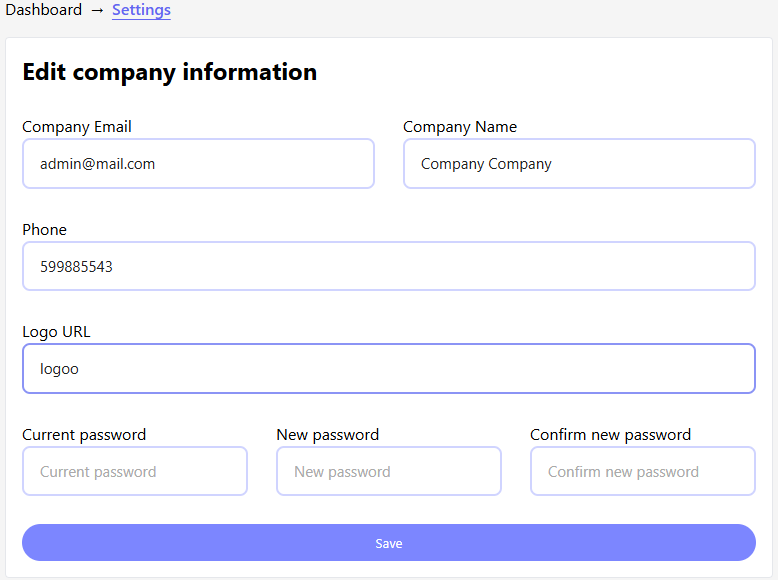 Dashboard → Settings
Edit company information
Company Email Company Name
admin@mail.com Company Company
Phone
599885543
Logo URL
logoo
Current password New password Confirm new password
Current password New password Confirm new password
Save